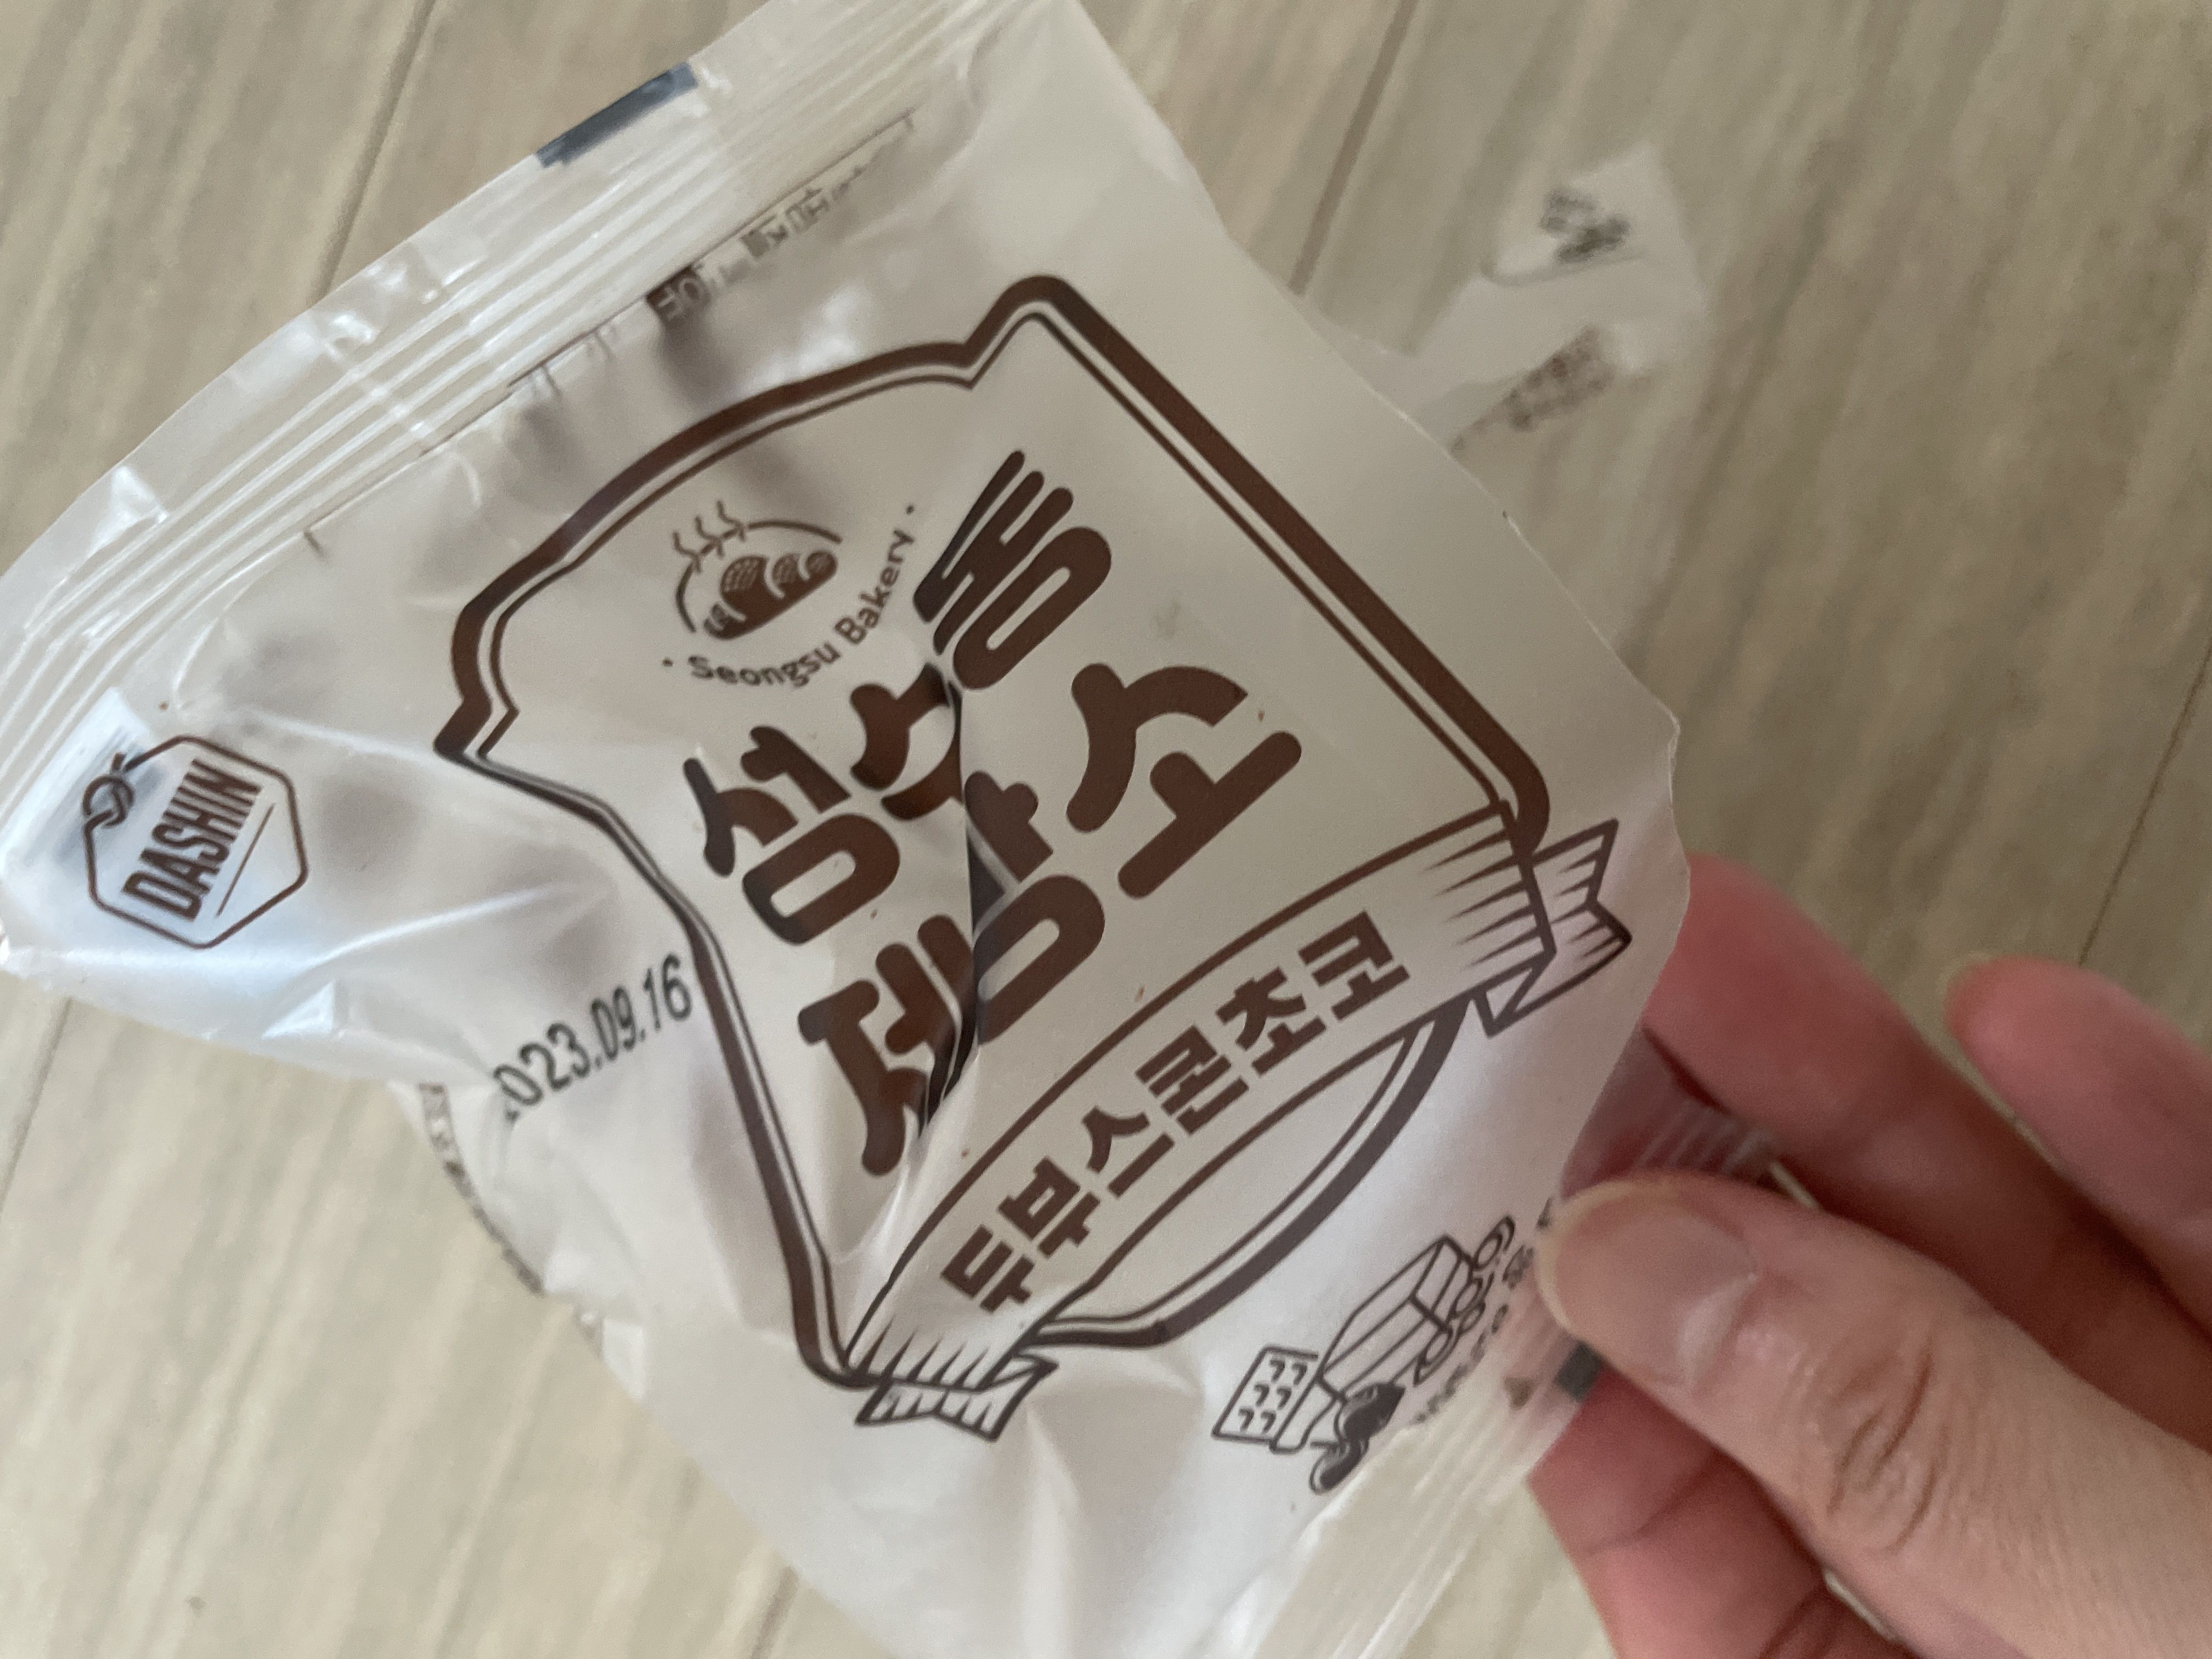 Seongsu Bakery
성수동
제빵소
두부스콘초코
DASHIN
2023.09.16